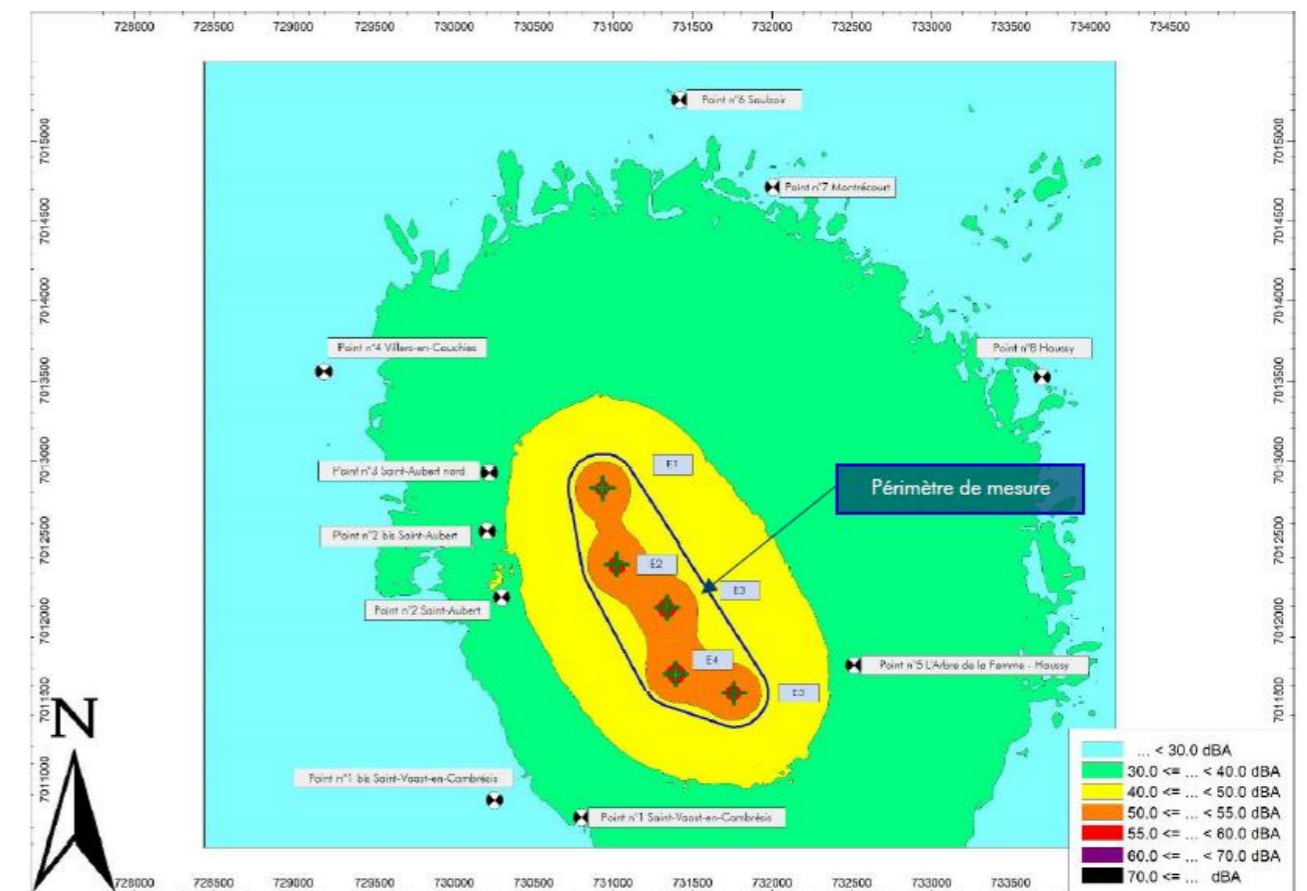 728000 728500 729000 729500 730000 730500 731000 731500 732000 732500 733000 733500 734000 734500
Point n°6 Saulzoir
7015000 7015000
Point n°7 Montrécourt
7014500 7014500
7014000 7014000
Point n°4 Villers-en-Cauchies
Point n°8 Haussy
7013500 7013500
7013000 7013000
Point n°3 Saint-Aubert nord
E1
Périmètre de mesure
7012500 7012500
Point n°2 bis Saint-Aubert
E2
E3
7012000 7012000
Point n°2 Saint-Aubert
E4
Point n°5 L'Arbre de la Femme - Haussy
7011500 7011500
N
7011000
Point n°1 bis Saint-Vaast-en-Cambrésis
Point n°1 Saint-Vaast-en-Cambrésis
... < 30.0 dBA
30.0 <= ... < 40.0 dBA
40.0 <= ... < 50.0 dBA
50.0 <= ... < 55.0 dBA
55.0 <= ... < 60.0 dBA
60.0 <= ... < 70.0 dBA
70.0 <= ... dBA
728000 728500 729000 729500 730000 730500 731000 731500 732000 732500 733000 733500